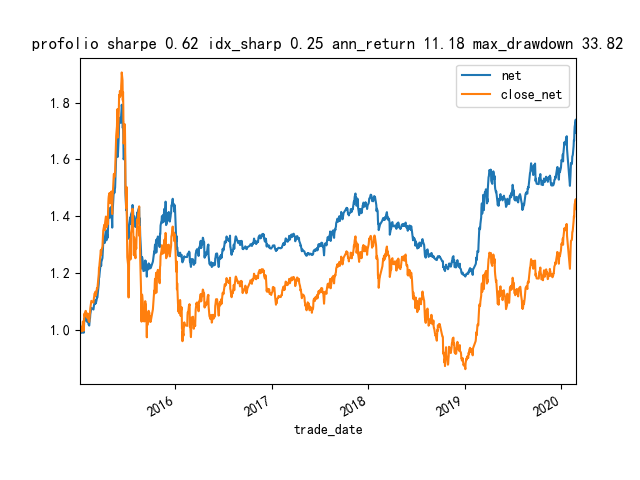 profolio sharpe 0.62 idx_sharp 0.25 ann_return 11.18 max_drawdown 33.82
net
close_net
1.8
1.6
1.4
1.2
1.0
2016
2017
2018
2019
2020
trade_date